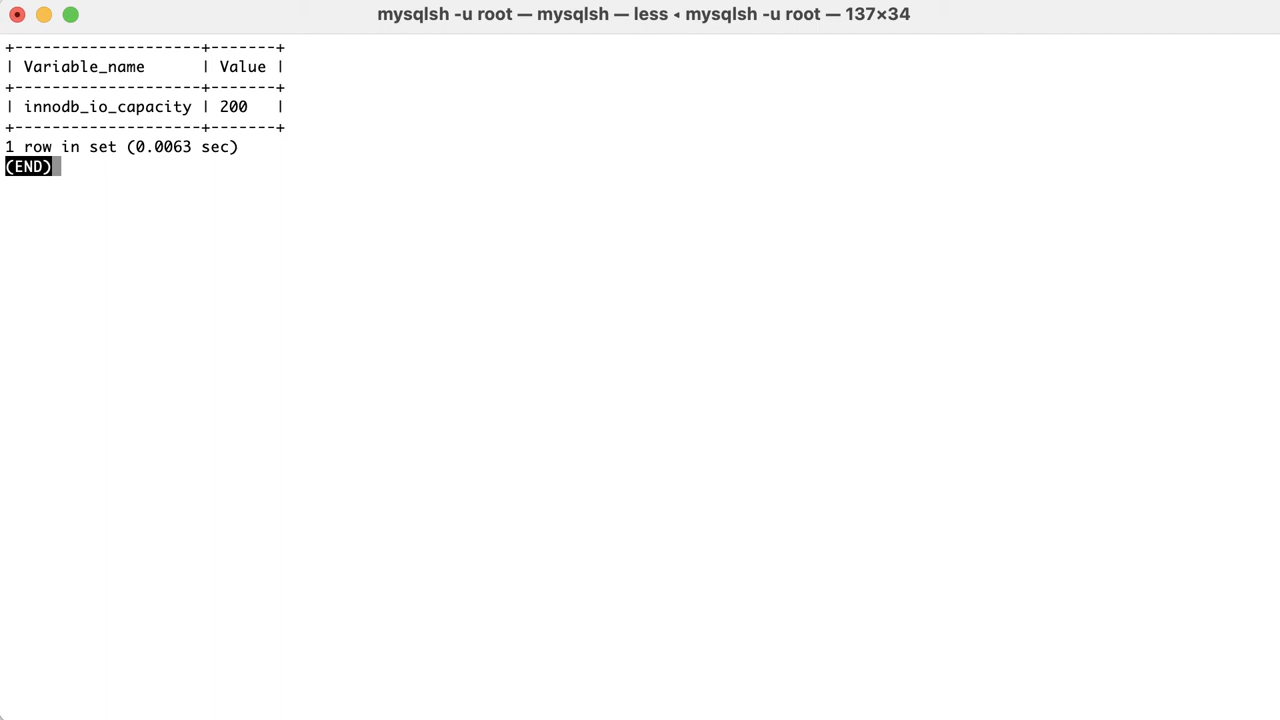 mysqlsh -u root — mysqlsh — less ◂ mysqlsh -u root — 137×34
+--------------------+-------+
| Variable_name      | Value |
+--------------------+-------+
| innodb_io_capacity | 200   |
+--------------------+-------+
1 row in set (0.0063 sec)
(END)